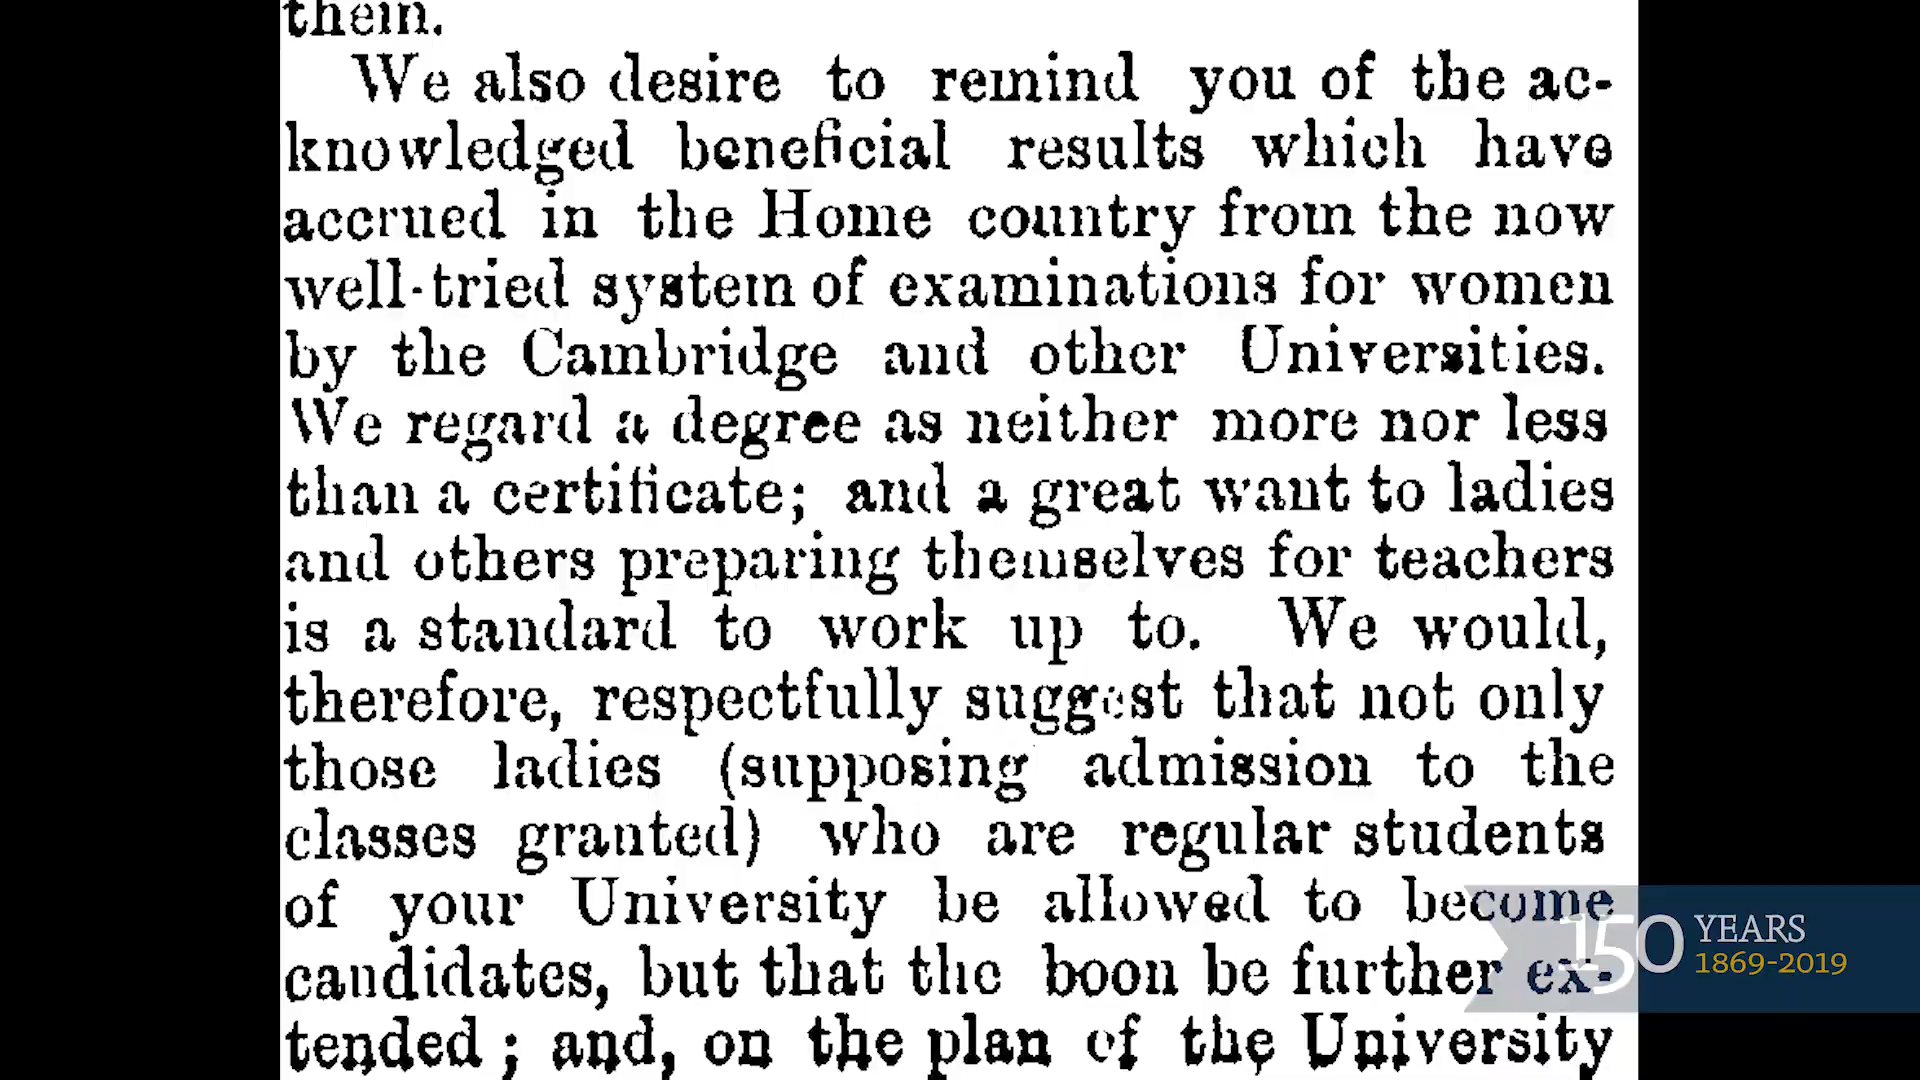 them.
We also desire to remind you of the ac-
knowledged beneficial results which have
accrued in the Home country from the now
well-tried system of examinations for women
by the Cambridge and other Universities.
We regard a degree as neither more nor less
than a certificate; and a great want to ladies
and others preparing themselves for teachers
is a standard to work up to. We would,
therefore, respectfully suggest that not only
those ladies (supposing admission to the
classes granted) who are regular students
of your University be allowed to become
candidates, but that the boon be further ex-
tended; and, on the plan of the University
150 YEARS
1869-2019